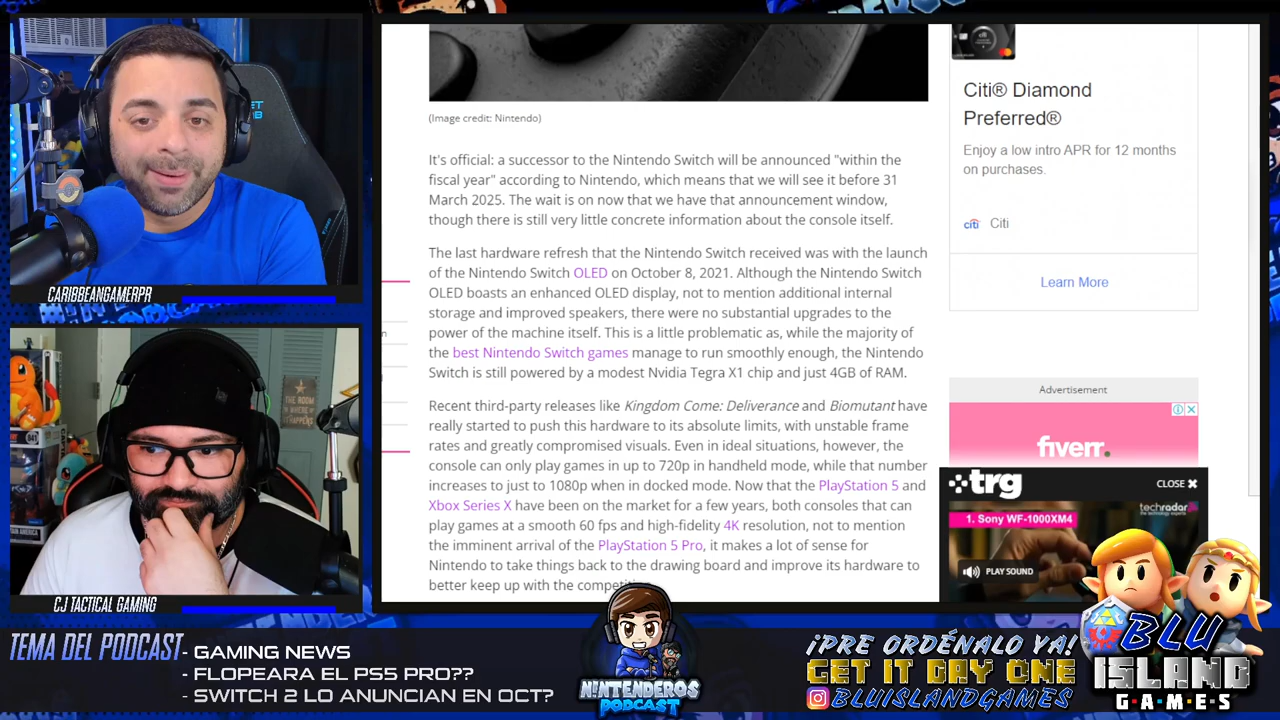 CARIBBEANGAMERPR
CJ TACTICAL GAMING
THE ROOM
WHERE IT
HAPPENS
(Image credit: Nintendo)
It's official: a successor to the Nintendo Switch will be announced "within the
fiscal year" according to Nintendo, which means that we will see it before 31
March 2025. The wait is on now that we have that announcement window,
though there is still very little concrete information about the console itself.
The last hardware refresh that the Nintendo Switch received was with the launch
of the Nintendo Switch OLED on October 8, 2021. Although the Nintendo Switch
OLED boasts an enhanced OLED display, not to mention additional internal
storage and improved speakers, there were no substantial upgrades to the
power of the machine itself. This is a little problematic as, while the majority of
the best Nintendo Switch games manage to run smoothly enough, the Nintendo
Switch is still powered by a modest Nvidia Tegra X1 chip and just 4GB of RAM.
Recent third-party releases like Kingdom Come: Deliverance and Biomutant have
really started to push this hardware to its absolute limits, with unstable frame
rates and greatly compromised visuals. Even in ideal situations, however, the
console can only play games in up to 720p in handheld mode, while that number
increases to just to 1080p when in docked mode. Now that the PlayStation 5 and
Xbox Series X have been on the market for a few years, both consoles that can
play games at a smooth 60 fps and high-fidelity 4K resolution, not to mention
the imminent arrival of the PlayStation 5 Pro, it makes a lot of sense for
Nintendo to take things back to the drawing board and improve its hardware to
better keep up with the
Citi® Diamond
Preferred®
Enjoy a low intro APR for 12 months
on purchases.
citi Citi
Learn More
Advertisement
fiverr.
trg
CLOSE
1. Sony WF-1000XM4
techradar
PLAY SOUND
TEMA DEL PODCAST
- GAMING NEWS
- FLOPEARA EL PS5 PRO??
- SWITCH 2 LO ANUNCIAN EN OCT?
NINTENDEROS
PODCAST
¡PRE ORDÉNALO YA!
GET IT DAY ONE
BLUISLANDGAMES
BLU
ISLAND
G·A·M·E·S